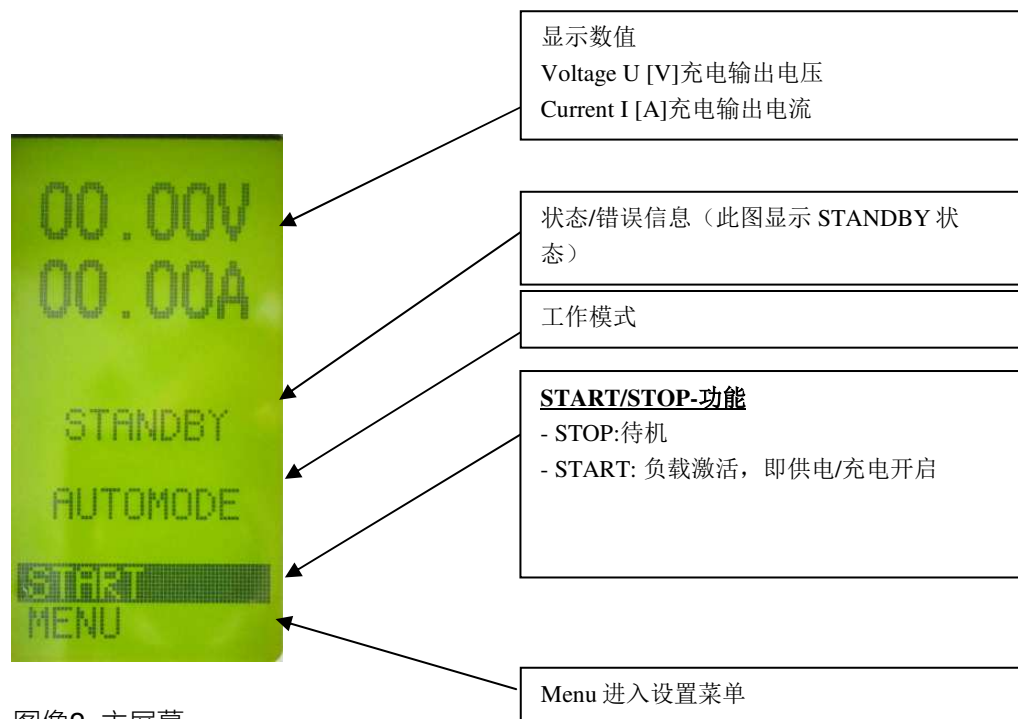 显示数值
Voltage U [V]充电输出电压
Current I [A]充电输出电流
00.00V
00.00A
状态/错误信息（此图显示 STANDBY 状
态）
工作模式
STANDBY
START/STOP-功能
- STOP:待机
- START: 负载激活，即供电/充电开启
AUTOMODE
START
MENU
Menu 进入设置菜单
图像2 主屏幕